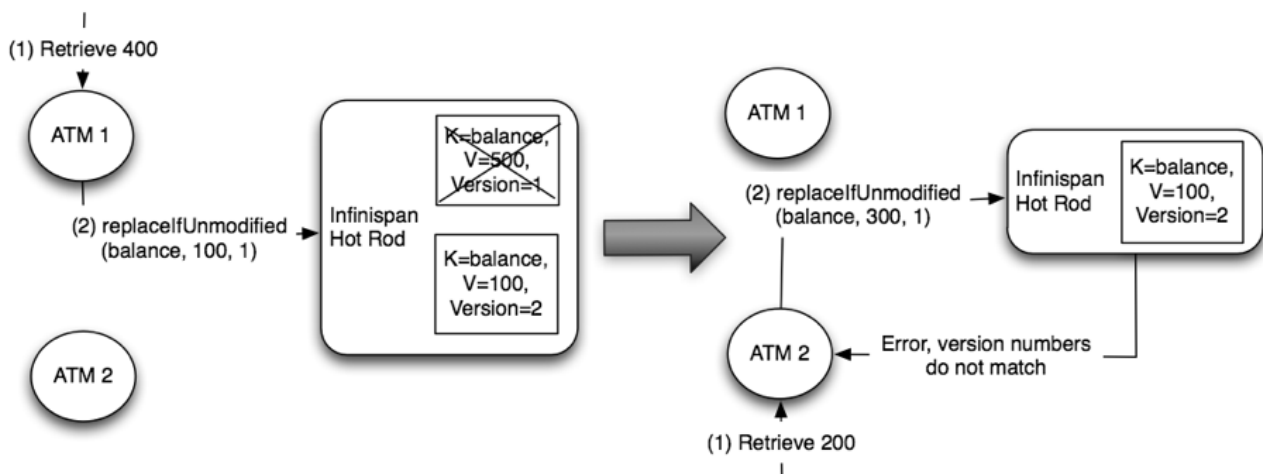 (1) Retrieve 400
ATM 1
(2) replaceIfUnmodified
(balance, 100, 1)
Infinispan
Hot Rod
K=balance,
V=500,
Version=1
K=balance,
V=100,
Version=2
ATM 2
ATM 1
(2) replaceIfUnmodified
(balance, 300, 1)
Infinispan
Hot Rod
K=balance,
V=100,
Version=2
ATM 2
Error, version numbers
do not match
(1) Retrieve 200